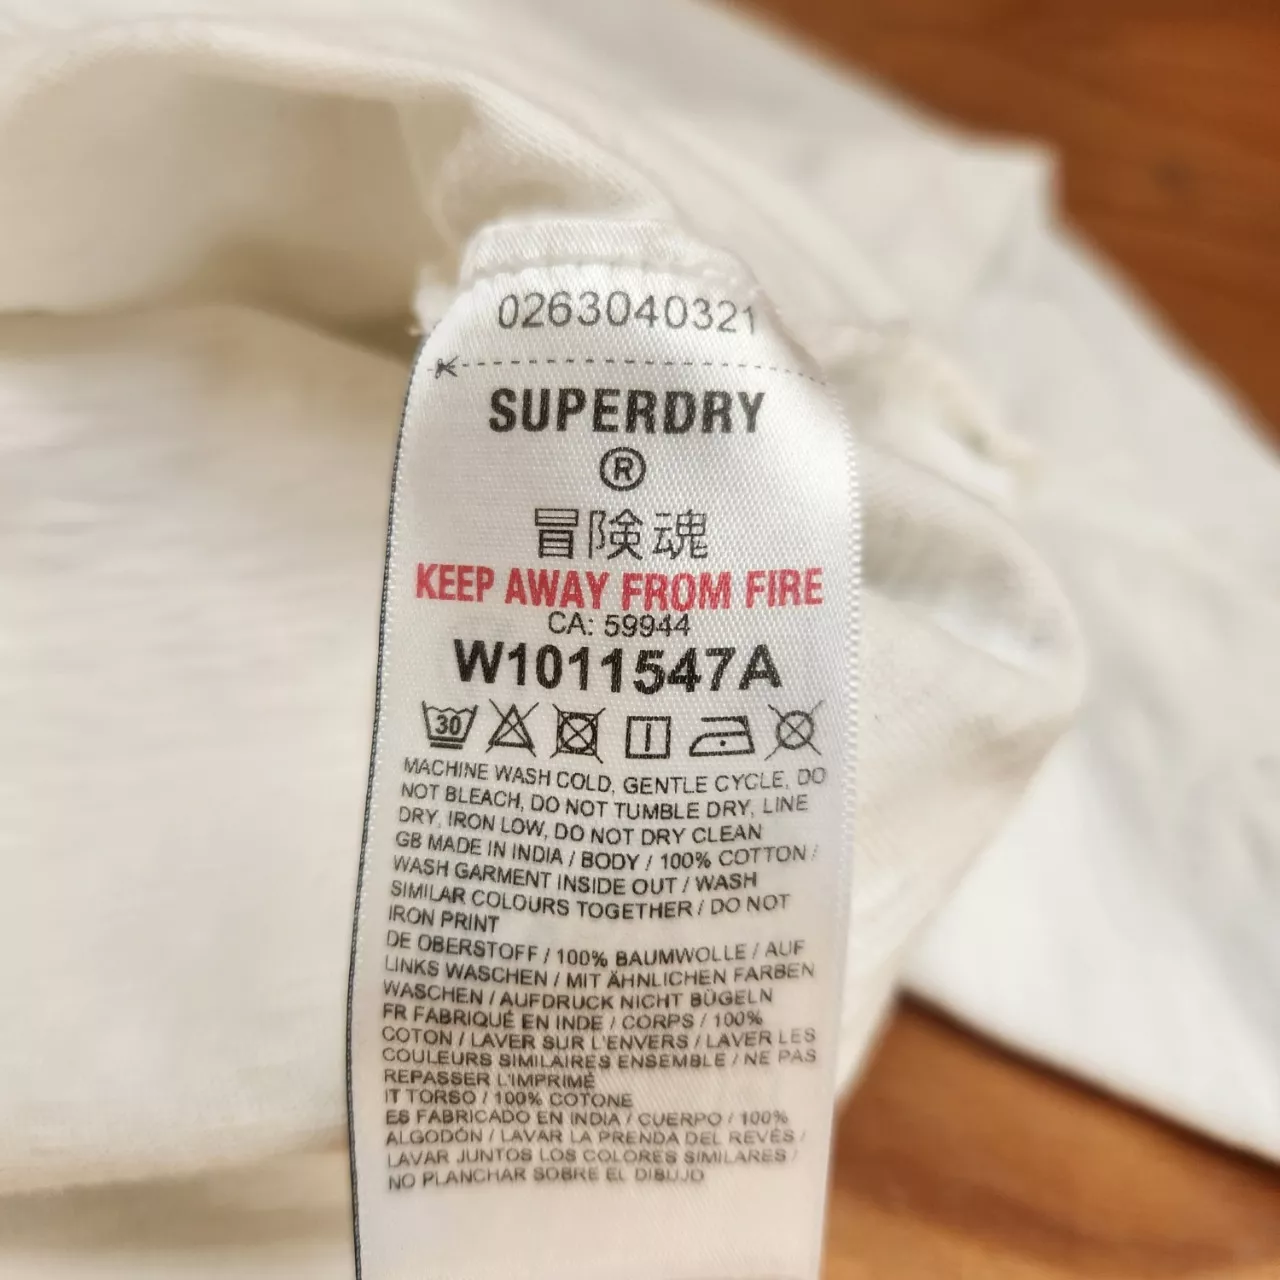 0263040321
SUPERDRY
®
冒険魂
KEEP AWAY FROM FIRE
CA: 59944
W1011547A
30
MACHINE WASH COLD, GENTLE CYCLE, DO
NOT BLEACH, DO NOT TUMBLE DRY, LINE
DRY, IRON LOW, DO NOT DRY CLEAN
GB MADE IN INDIA / BODY / 100% COTTON /
WASH GARMENT INSIDE OUT / WASH
SIMILAR COLOURS TOGETHER / DO NOT
IRON PRINT
DE OBERSTOFF / 100% BAUMWOLLE / AUF
LINKS WASCHEN / MIT ÄHNLICHEN FARBEN
WASCHEN / AUFDRUCK NICHT BÜGELN
FR FABRIQUÉ EN INDE / CORPS / 100%
COTON / LAVER SUR L'ENVERS / LAVER LES
COULEURS SIMILAIRES ENSEMBLE / NE PAS
REPASSER L'IMPRIMÉ
IT TORSO / 100% COTONE
ES FABRICADO EN INDIA / CUERPO / 100%
ALGODÓN / LAVAR LA PRENDA DEL REVÉS /
LAVAR JUNTOS LOS COLORES SIMILARES /
NO PLANCHAR SOBRE EL DIBUJO